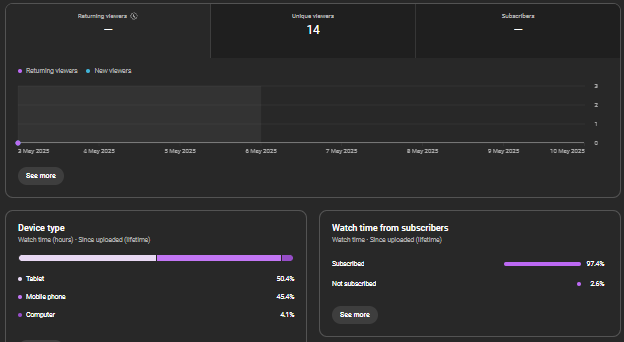 Returning viewers
—
Unique viewers
14
Subscribers
—
Returning viewers
New viewers
3
2
1
0
3 May 2025
4 May 2025
5 May 2025
6 May 2025
7 May 2025
8 May 2025
9 May 2025
10 May 2025
See more
Device type
Watch time (hours) · Since uploaded (lifetime)
Tablet 50.4%
Mobile phone 45.4%
Computer 4.1%
Watch time from subscribers
Watch time · Since uploaded (lifetime)
Subscribed 97.4%
Not subscribed 2.6%
See more